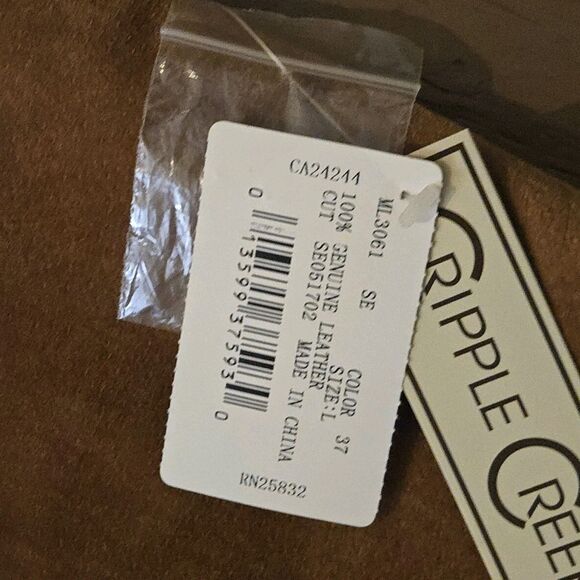 CA24244
ML3061 SE COLOR 37
100% GENUINE LEATHER SIZE:L
CUT SE051702 MADE IN CHINA
0 13599 37593 0
RN25832
CRIPPLE CREE